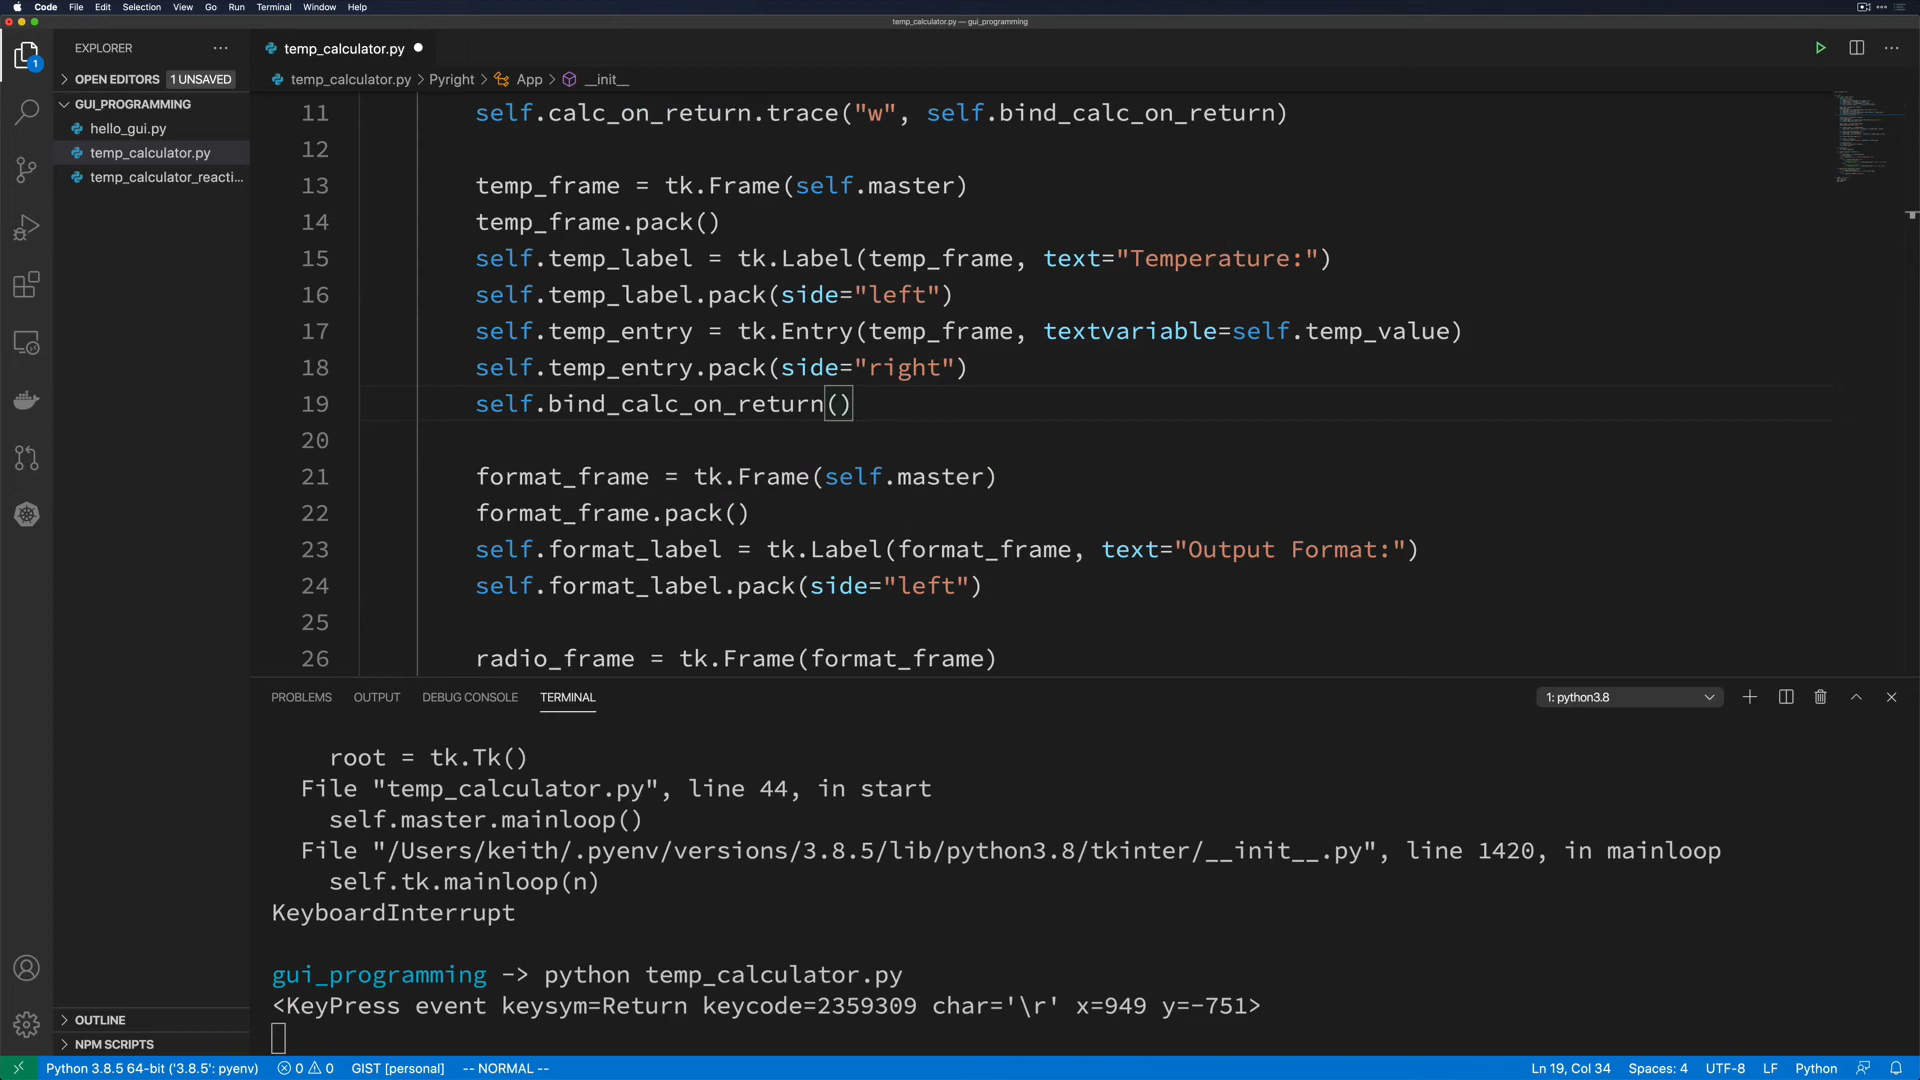 Code File Edit Selection View Go Run Terminal Window Help
temp_calculator.py — gui_programming
EXPLORER
temp_calculator.py
OPEN EDITORS 1 UNSAVED
temp_calculator.py > Pyright > App > __init__
GUI_PROGRAMMING
hello_gui.py
temp_calculator.py
temp_calculator_reacti...
1
11 self.calc_on_return.trace("w", self.bind_calc_on_return)
12
13 temp_frame = tk.Frame(self.master)
14 temp_frame.pack()
15 self.temp_label = tk.Label(temp_frame, text="Temperature:")
16 self.temp_label.pack(side="left")
17 self.temp_entry = tk.Entry(temp_frame, textvariable=self.temp_value)
18 self.temp_entry.pack(side="right")
19 self.bind_calc_on_return()
20
21 format_frame = tk.Frame(self.master)
22 format_frame.pack()
23 self.format_label = tk.Label(format_frame, text="Output Format:")
24 self.format_label.pack(side="left")
25
26 radio_frame = tk.Frame(format_frame)
PROBLEMS OUTPUT DEBUG CONSOLE TERMINAL 1: python3.8
root = tk.Tk()
File "temp_calculator.py", line 44, in start
self.master.mainloop()
File "/Users/keith/.pyenv/versions/3.8.5/lib/python3.8/tkinter/__init__.py", line 1420, in mainloop
self.tk.mainloop(n)
KeyboardInterrupt
gui_programming -> python temp_calculator.py
<KeyPress event keysym=Return keycode=2359309 char='\r' x=949 y=-751>
OUTLINE
NPM SCRIPTS
Python 3.8.5 64-bit ('3.8.5': pyenv) 0 0 GIST [personal] -- NORMAL -- Ln 19, Col 34 Spaces: 4 UTF-8 LF Python